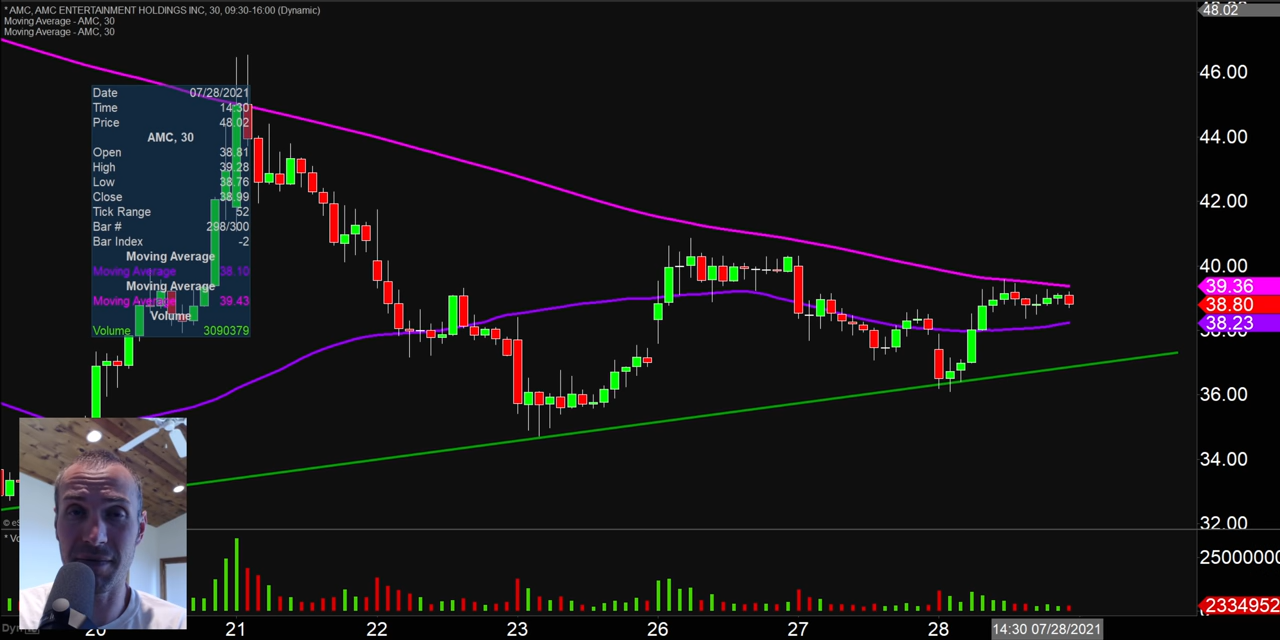 * AMC, AMC ENTERTAINMENT HOLDINGS INC, 30, 09:30-16:00 (Dynamic)
Moving Average - AMC, 30
Moving Average - AMC, 30
48.02
46.00
44.00
42.00
40.00
39.36
38.80
38.23
36.00
34.00
32.00
Date 07/28/2021
Time 14:30
Price 48.02
AMC, 30
Open 38.81
High 39.28
Low 38.76
Close 38.99
Tick Range 52
Bar # 298/300
Bar Index -2
Moving Average
Moving Average 38.10
Moving Average
Moving Average 39.43
Volume
Volume 3090379
25000000
2334952
20 21 22 23 26 27 28 14:30 07/28/2021